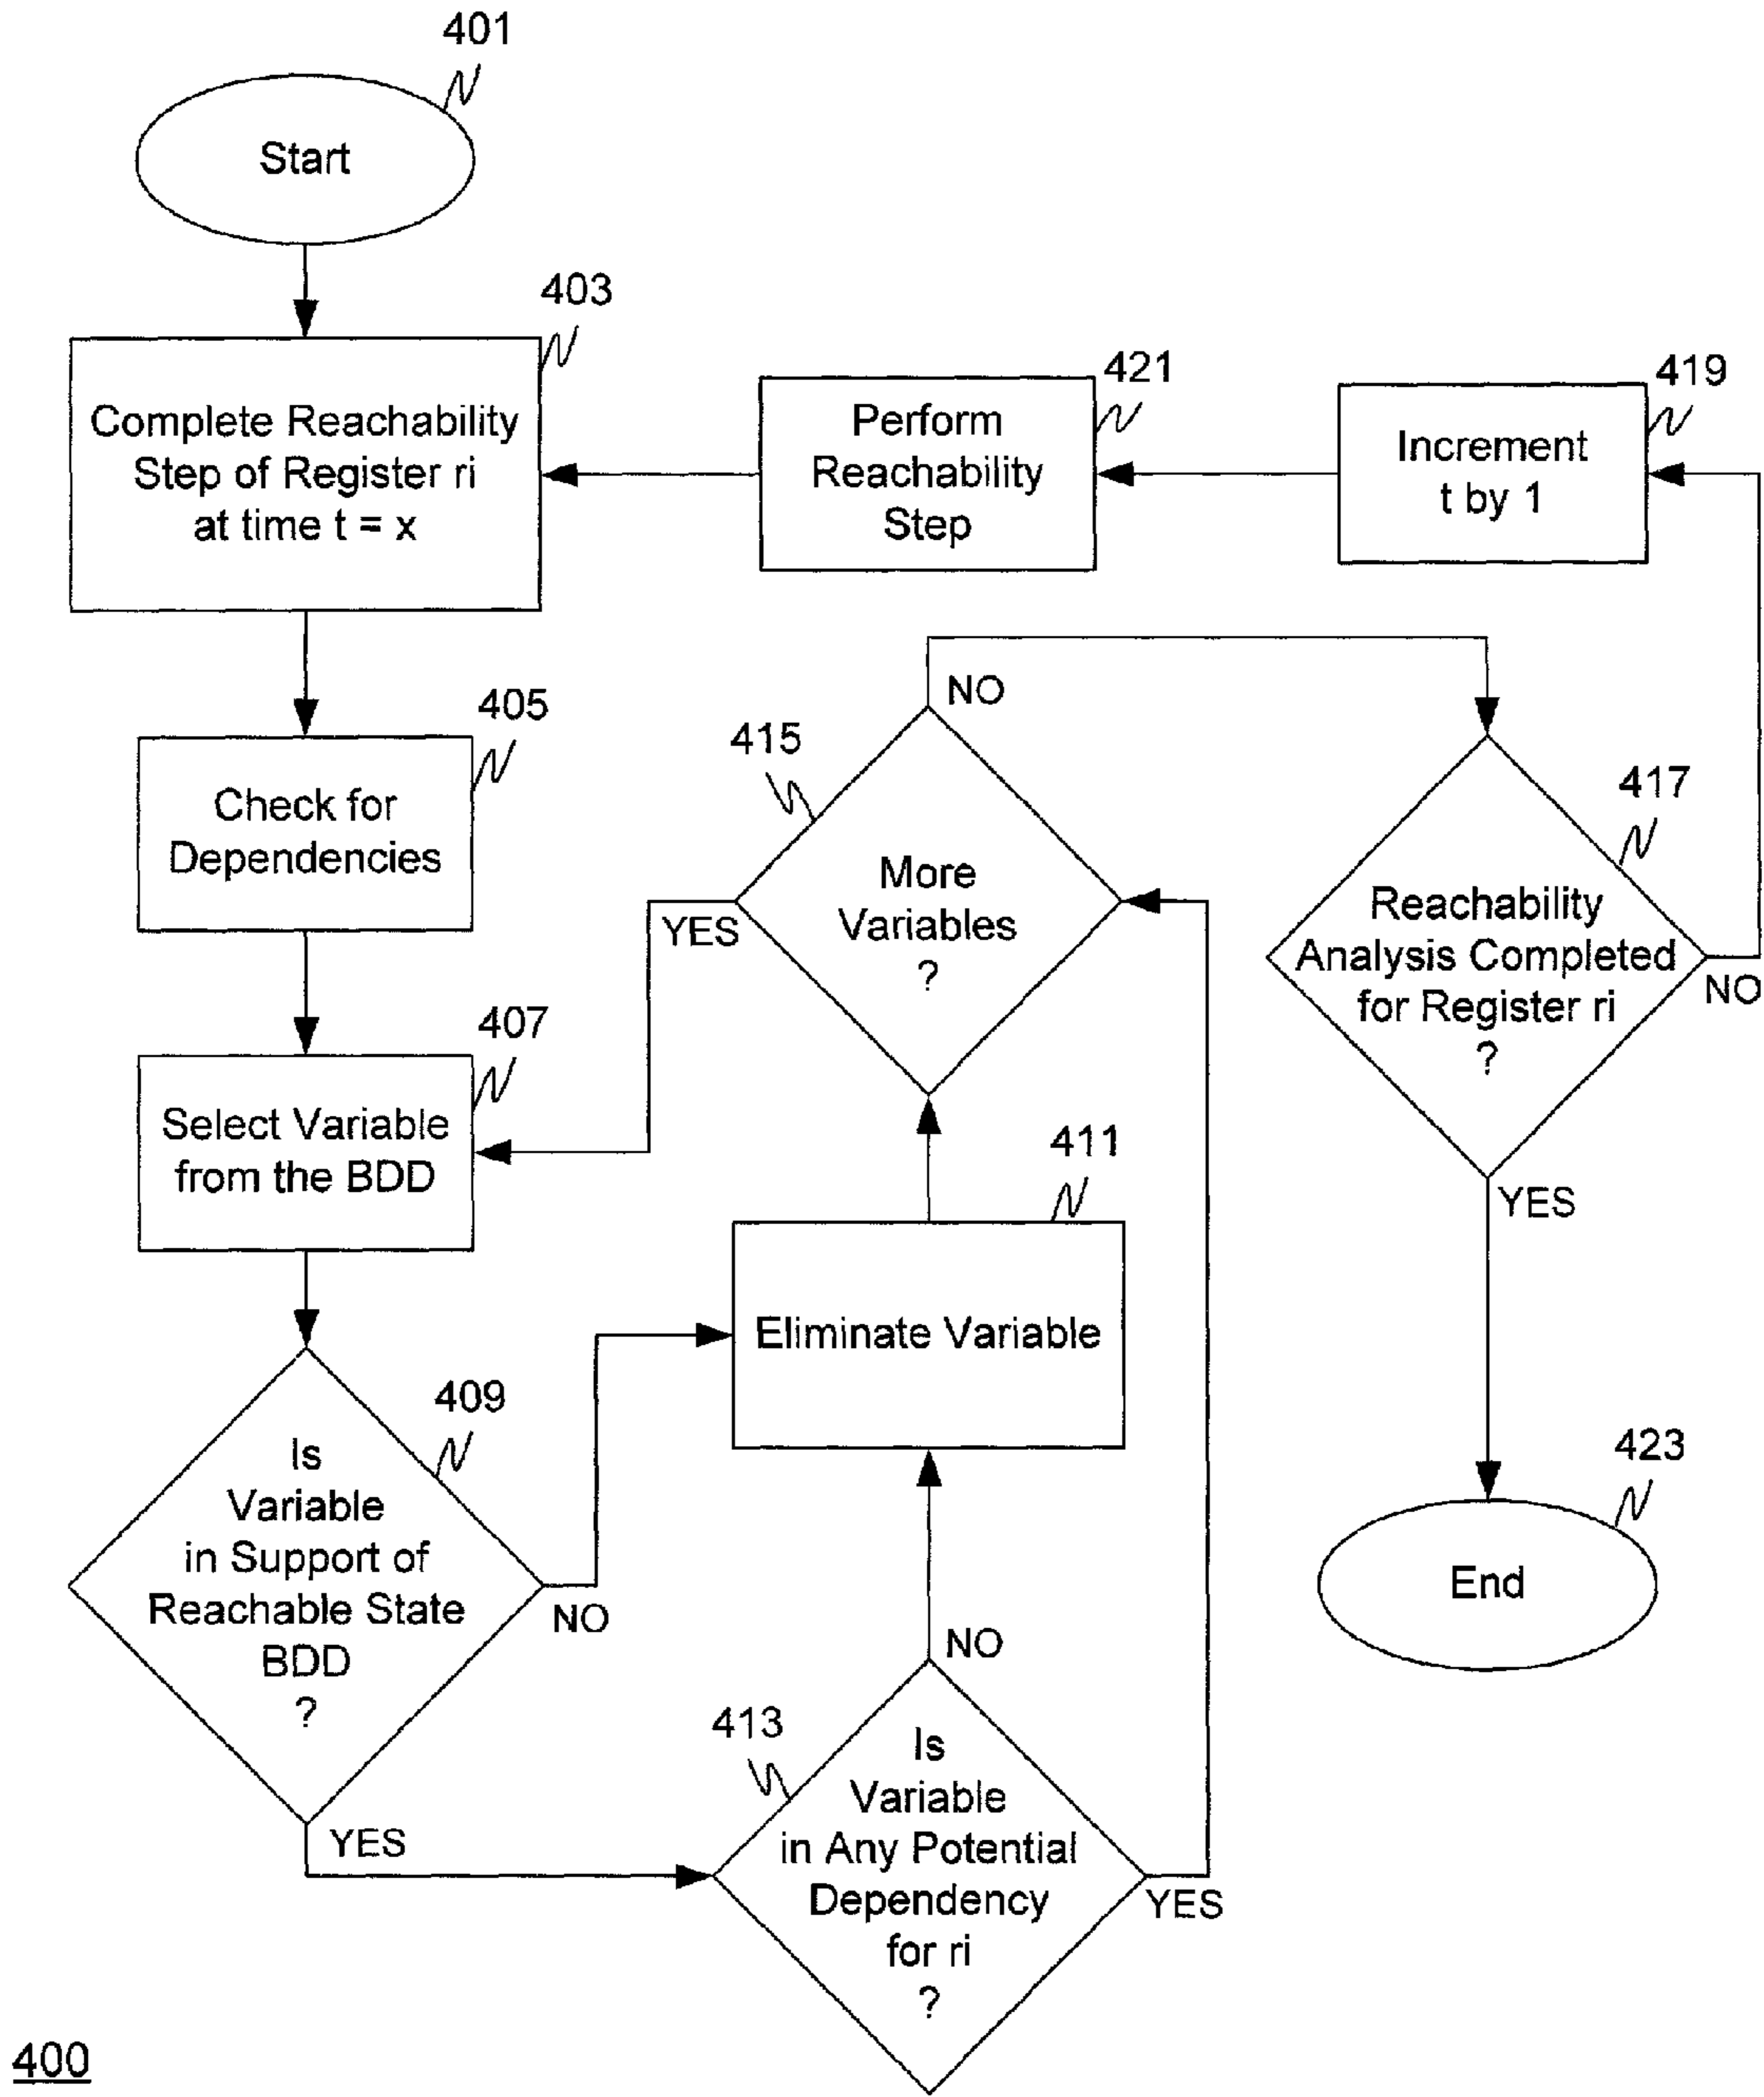 401
Start
403
Complete Reachability
Step of Register ri
at time t = x
421
Perform
Reachability
Step
419
Increment
t by 1
405
Check for
Dependencies
407
Select Variable
from the BDD
409
Is
Variable
in Support of
Reachable State
BDD
?
NO
YES
411
Eliminate Variable
413
Is
Variable
in Any Potential
Dependency
for ri
?
NO
YES
415
More
Variables
?
YES
NO
417
Reachability
Analysis Completed
for Register ri
?
NO
YES
423
End
400